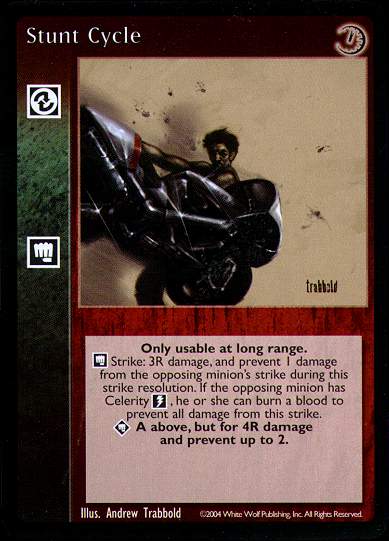 Stunt Cycle
trabbold
Only usable at long range.
Strike: 3R damage, and prevent 1 damage
from the opposing minion's strike during this
strike resolution. If the opposing minion has
Celerity , he or she can burn a blood to
prevent all damage from this strike.
A above, but for 4R damage
and prevent up to 2.
Illus. Andrew Trabbold ©2004 White Wolf Publishing, Inc. All Rights Reserved.